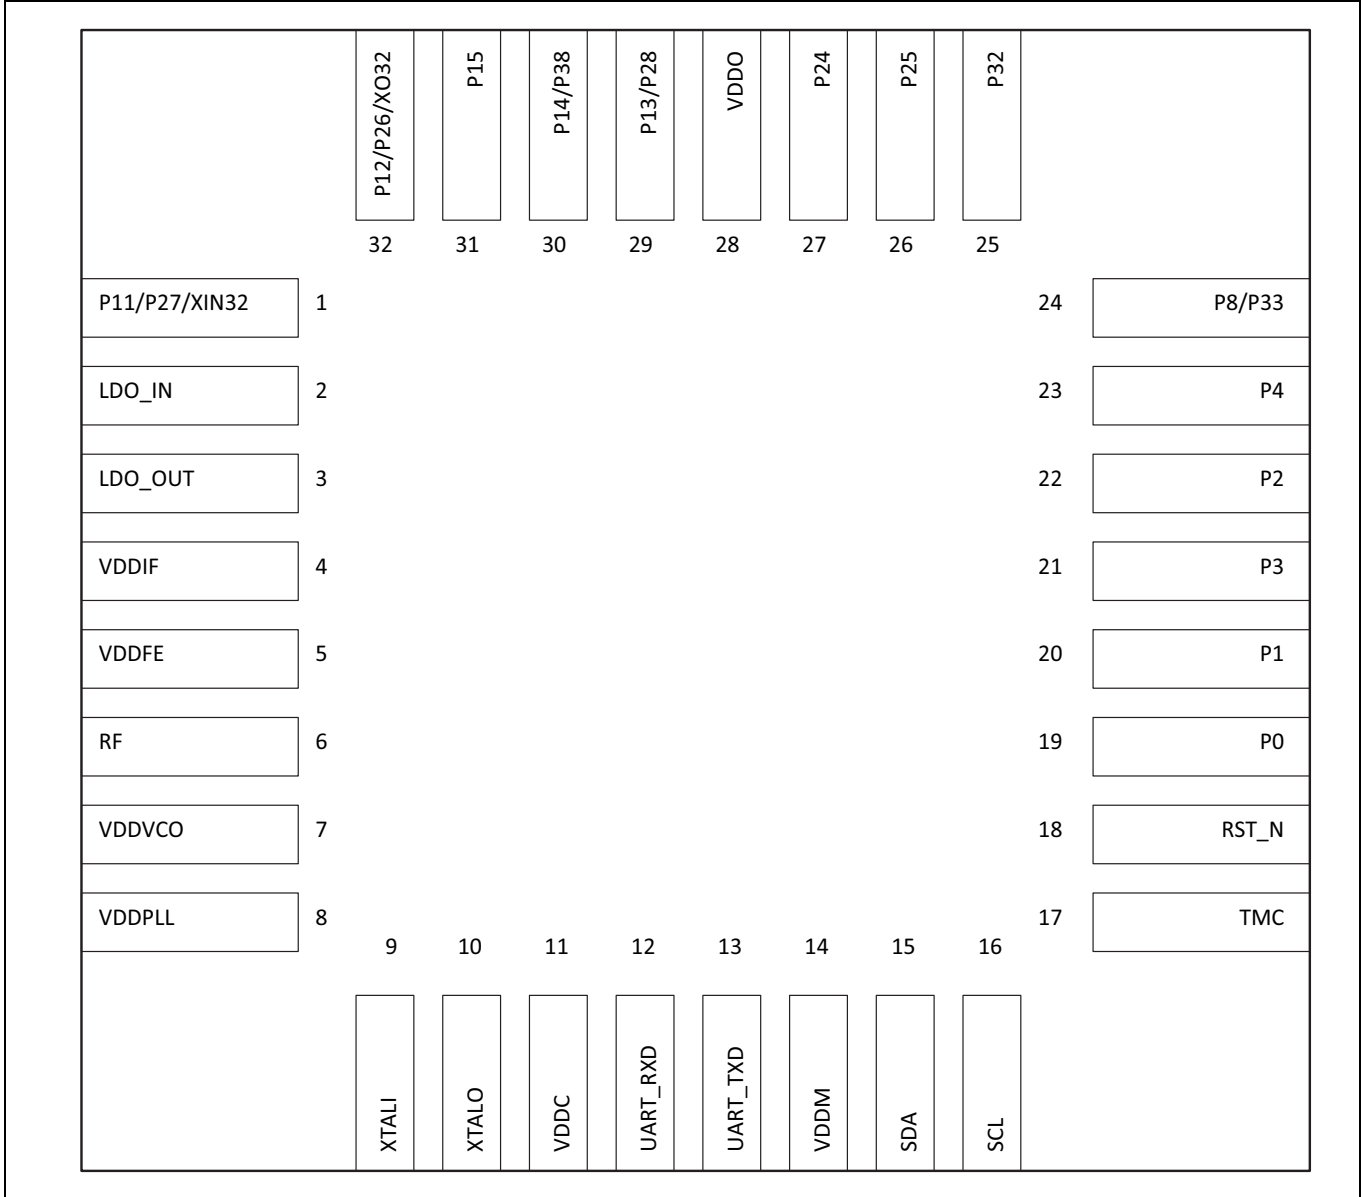 P12/P26/XO32
P15
P14/P38
P13/P28
VDDO
P24
P25
P32
32 31 30 29 28 27 26 25
P11/P27/XIN32 1 24 P8/P33
LDO_IN 2 23 P4
LDO_OUT 3 22 P2
VDDIF 4 21 P3
VDDFE 5 20 P1
RF 6 19 P0
VDDVCO 7 18 RST_N
VDDPLL 8 17 TMC
9 10 11 12 13 14 15 16
XTALI
XTALO
VDDC
UART_RXD
UART_TXD
VDDM
SDA
SCL